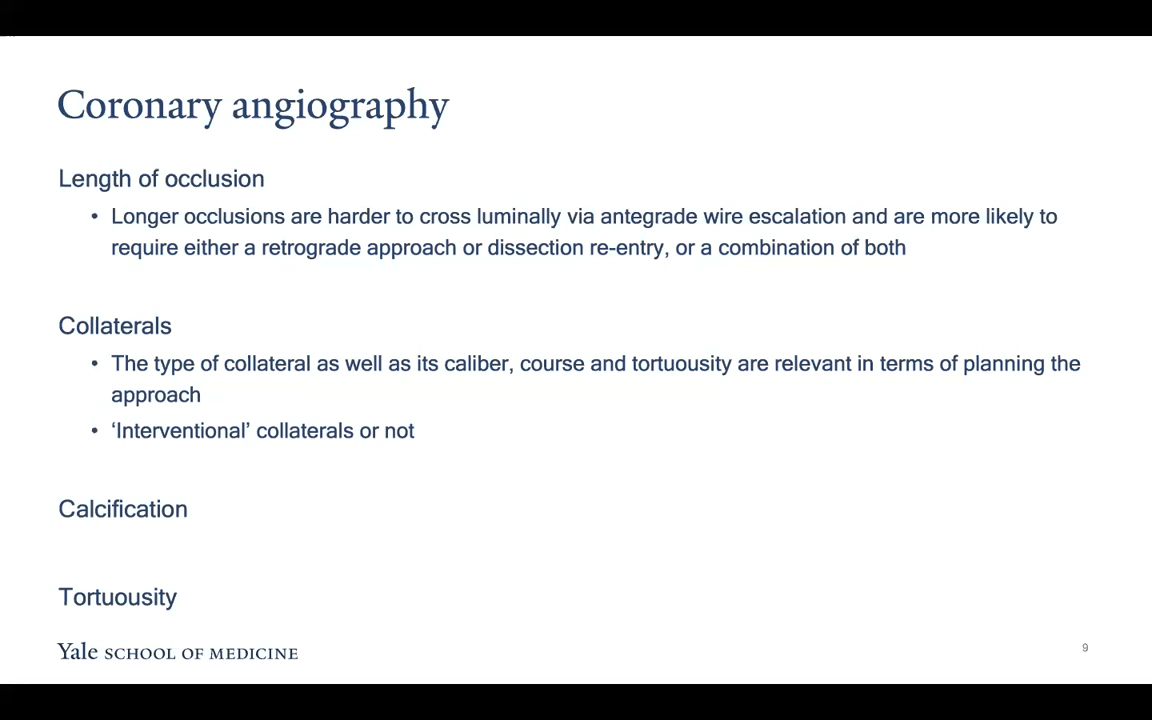 Coronary angiography
Length of occlusion
• Longer occlusions are harder to cross luminally via antegrade wire escalation and are more likely to
require either a retrograde approach or dissection re-entry, or a combination of both
Collaterals
• The type of collateral as well as its caliber, course and tortuousity are relevant in terms of planning the
approach
• ‘Interventional’ collaterals or not
Calcification
Tortuousity
Yale SCHOOL OF MEDICINE
9